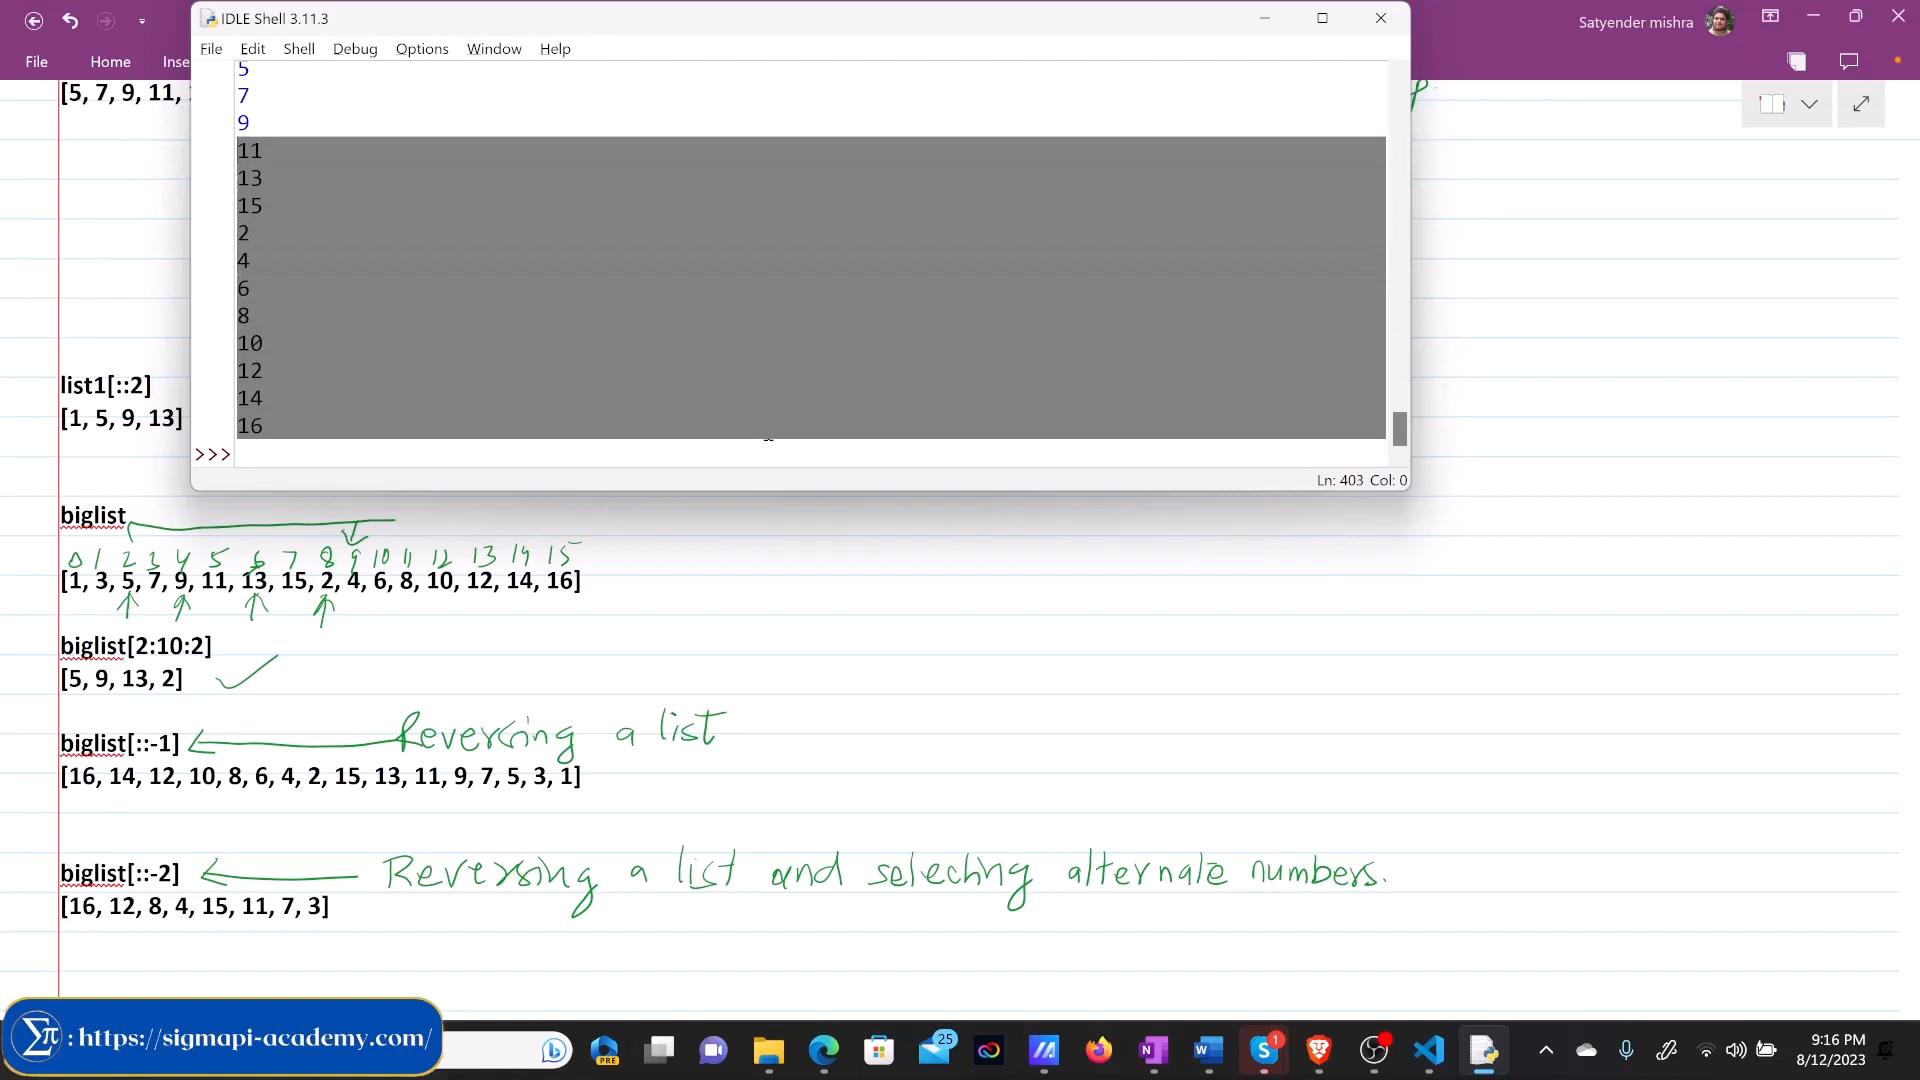 Satyender mishra
File Home Inse
IDLE Shell 3.11.3
File Edit Shell Debug Options Window Help
5
7
9
11
13
15
2
4
6
8
10
12
14
16
>>>
Ln: 403 Col: 0
[5, 7, 9, 11,
list1[::2]
[1, 5, 9, 13]
biglist
0 1 2 3 4 5 6 7 8 9 10 11 12 13 14 15
[1, 3, 5, 7, 9, 11, 13, 15, 2, 4, 6, 8, 10, 12, 14, 16]
biglist[2:10:2]
[5, 9, 13, 2]
biglist[::-1] Reversing a list
[16, 14, 12, 10, 8, 6, 4, 2, 15, 13, 11, 9, 7, 5, 3, 1]
biglist[::-2] Reversing a list and selecting alternate numbers.
[16, 12, 8, 4, 15, 11, 7, 3]
Σπ : https://sigmapi-academy.com/
PRE
25
1
9:16 PM
8/12/2023